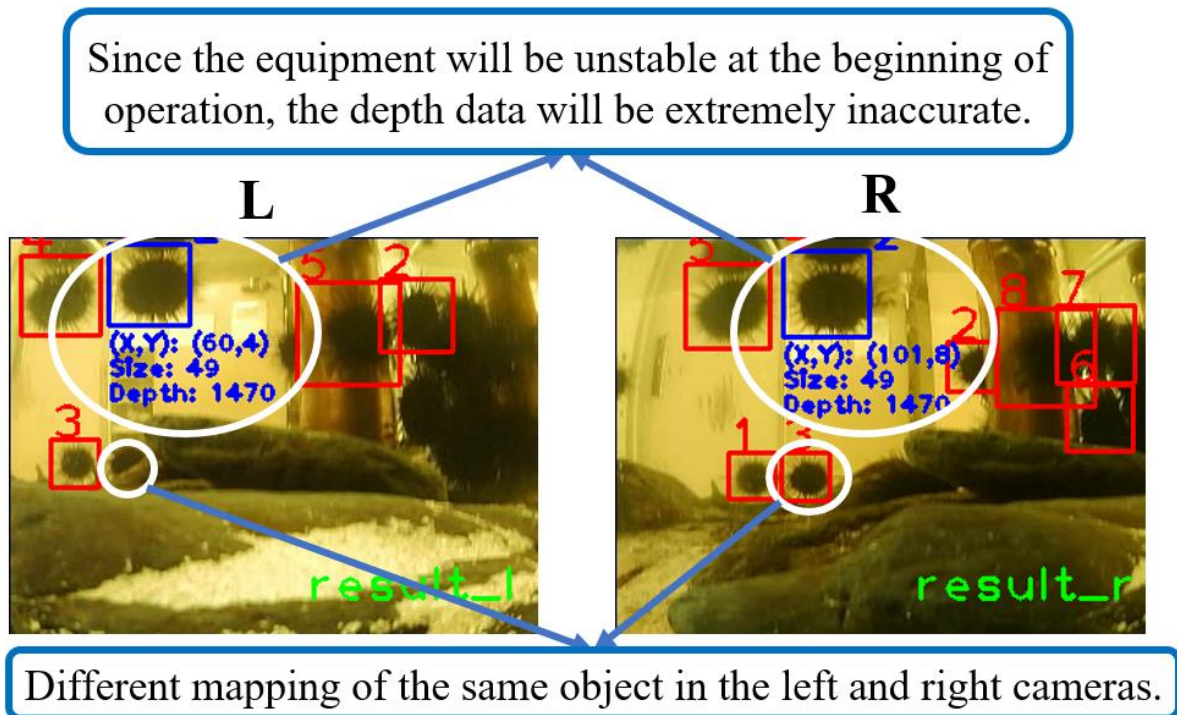 Since the equipment will be unstable at the beginning of
operation, the depth data will be extremely inaccurate.
L
R
4
5
2
(X,Y): (60,4)
Size: 49
Depth: 1470
3
result_l
5
2
(X,Y): (101,8)
Size: 49
Depth: 1470
2
8
7
6
1
3
result_r
Different mapping of the same object in the left and right cameras.